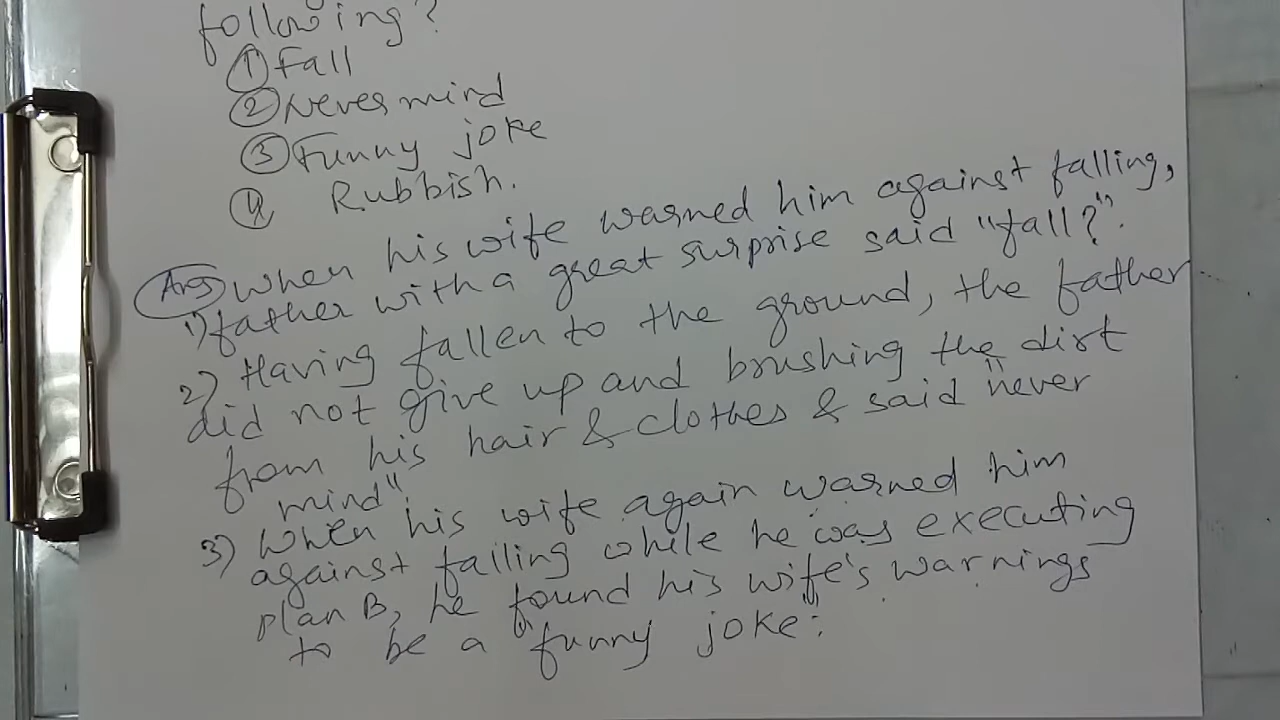 following?
① Fall
② Never mind
③ Funny joke
④ Rubbish.
Ans When his wife warned him against falling,
1) father with a great surprise said "fall?".
2) Having fallen to the ground, the father
did not give up and brushing the dirt
from his hair & clothes & said "never
mind".
3) When his wife again warned him
against falling while he was executing
plan B, he found his wife's warnings
to be a "funny joke".